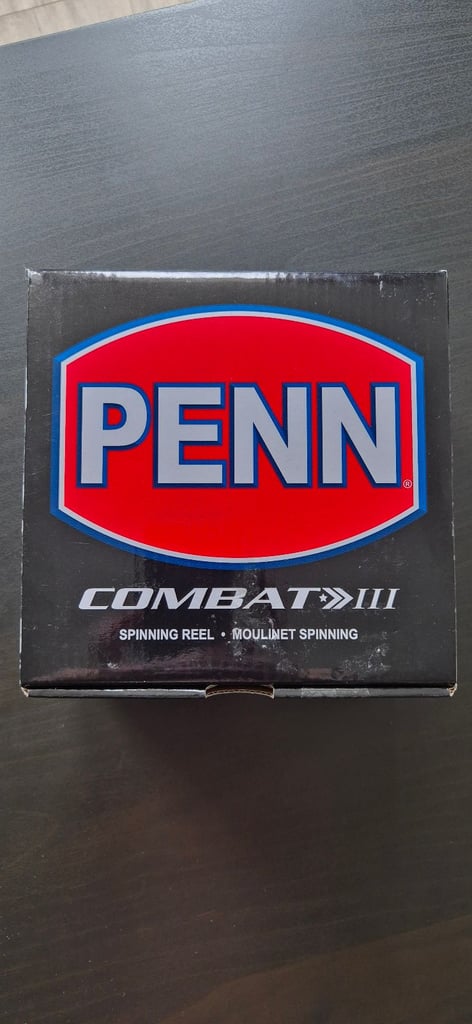 PENN®
COMBAT III
SPINNING REEL • MOULINET SPINNING